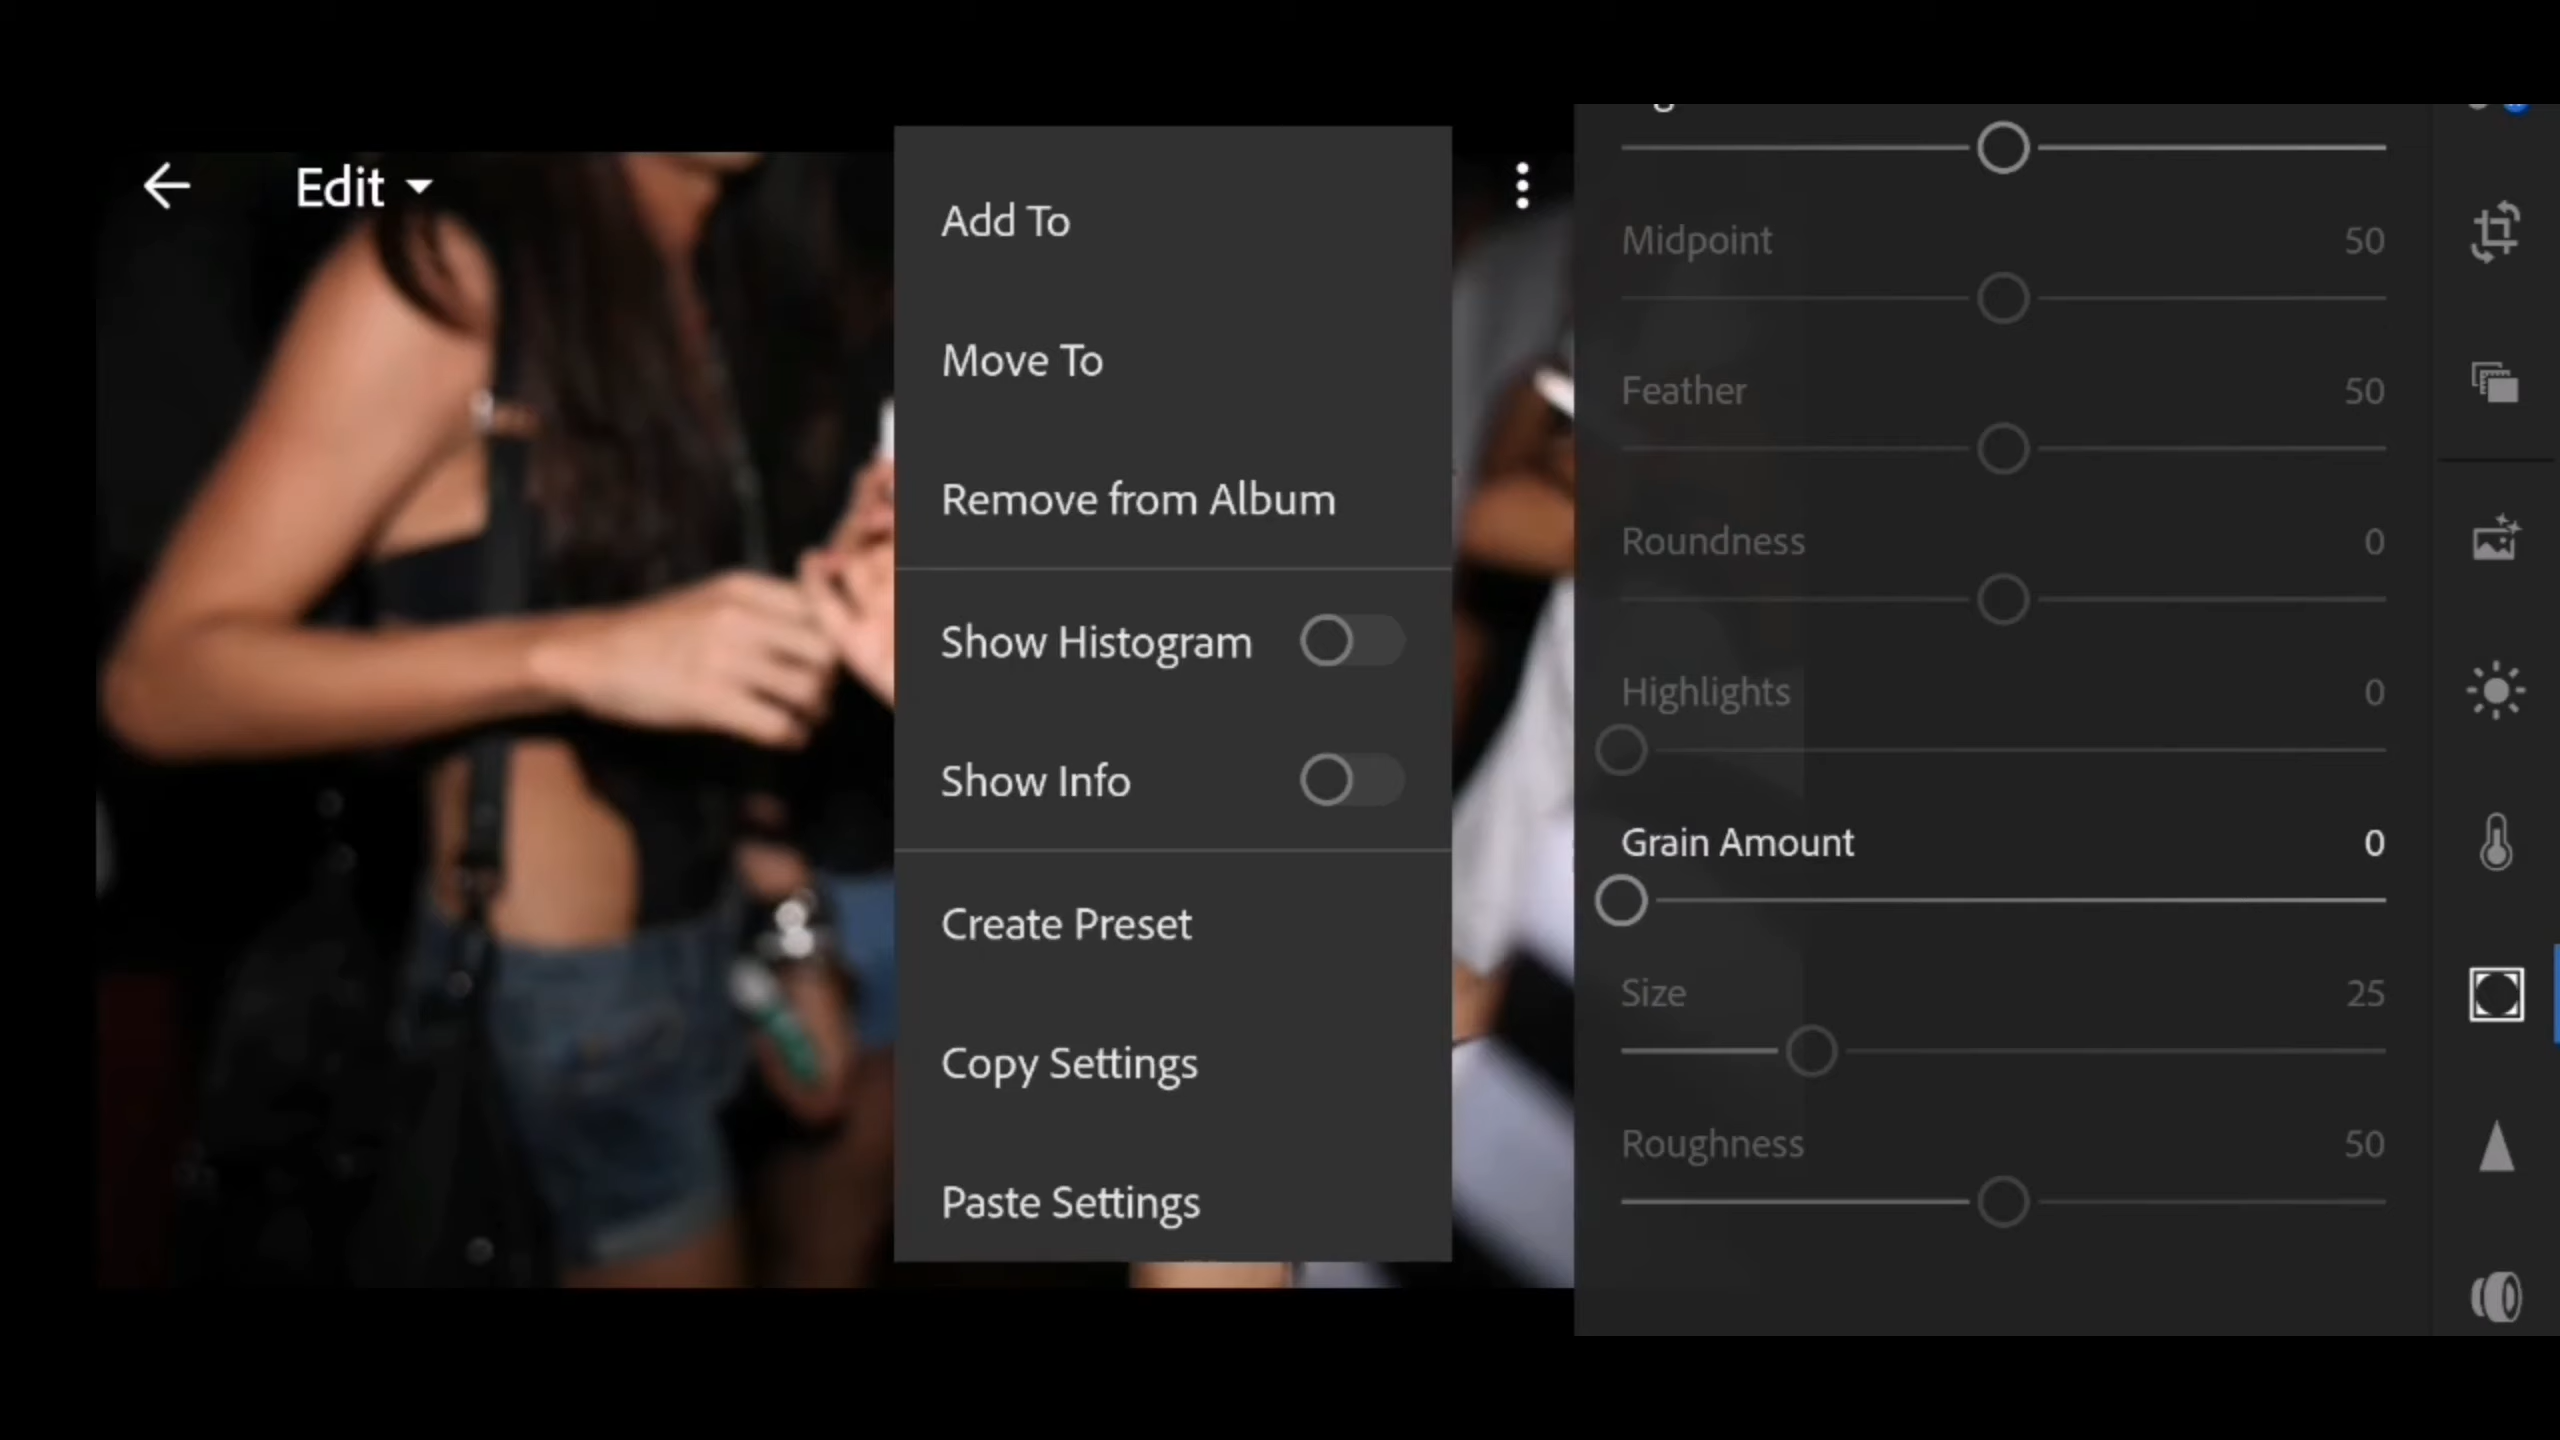 Edit
Add To
Move To
Remove from Album
Show Histogram
Show Info
Create Preset
Copy Settings
Paste Settings
Midpoint 50
Feather 50
Roundness 0
Highlights 0
Grain Amount 0
Size 25
Roughness 50